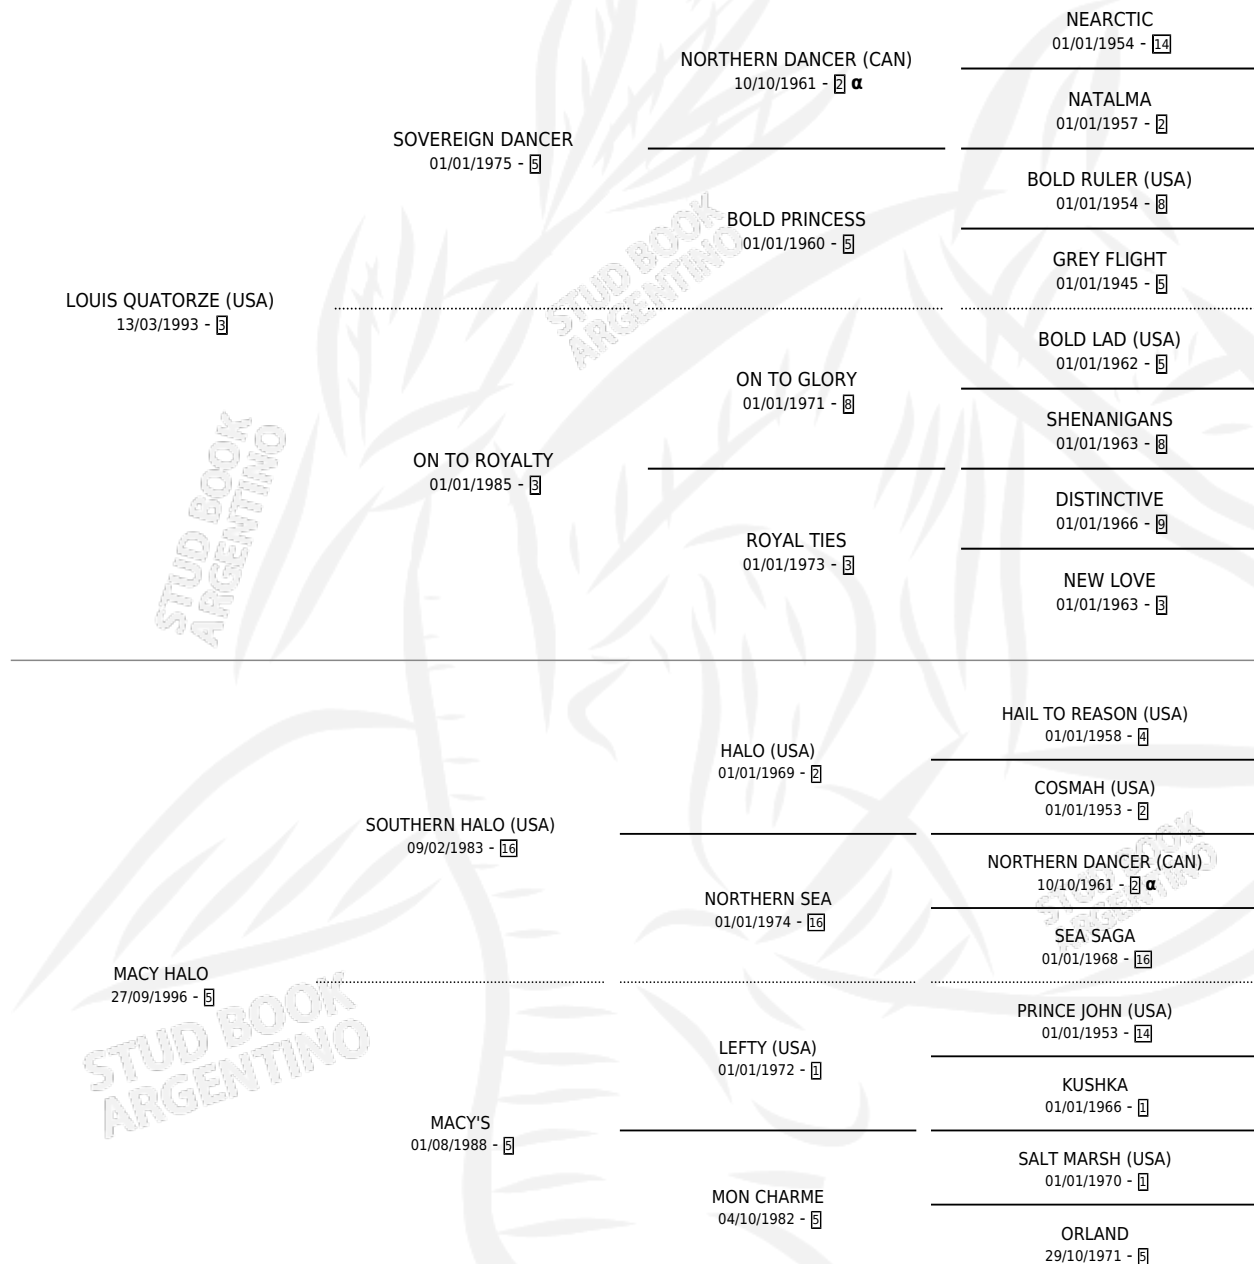 NEARCTIC
01/01/1954 - 14
NORTHERN DANCER (CAN)
10/10/1961 - 2 α
NATALMA
01/01/1957 - 2
SOVEREIGN DANCER
01/01/1975 - 5
BOLD RULER (USA)
01/01/1954 - 8
BOLD PRINCESS
01/01/1960 - 5
GREY FLIGHT
01/01/1945 - 5
LOUIS QUATORZE (USA)
13/03/1993 - 3
BOLD LAD (USA)
01/01/1962 - 5
ON TO GLORY
01/01/1971 - 8
SHENANIGANS
01/01/1963 - 8
ON TO ROYALTY
01/01/1985 - 3
DISTINCTIVE
01/01/1966 - 9
ROYAL TIES
01/01/1973 - 3
NEW LOVE
01/01/1963 - 3
HAIL TO REASON (USA)
01/01/1958 - 4
HALO (USA)
01/01/1969 - 2
COSMAH (USA)
01/01/1953 - 2
SOUTHERN HALO (USA)
09/02/1983 - 16
NORTHERN DANCER (CAN)
10/10/1961 - 2 α
NORTHERN SEA
01/01/1974 - 16
SEA SAGA
01/01/1968 - 16
MACY HALO
27/09/1996 - 5
PRINCE JOHN (USA)
01/01/1953 - 14
LEFTY (USA)
01/01/1972 - 1
KUSHKA
01/01/1966 - 1
MACY'S
01/08/1988 - 5
SALT MARSH (USA)
01/01/1970 - 1
MON CHARME
04/10/1982 - 5
ORLAND
29/10/1971 - 5
STUD BOOK
ARGENTINO
STUD BOOK
ARGENTINO
STUD BOOK
ARGENTINO
STUD BOOK
ARGENTINO